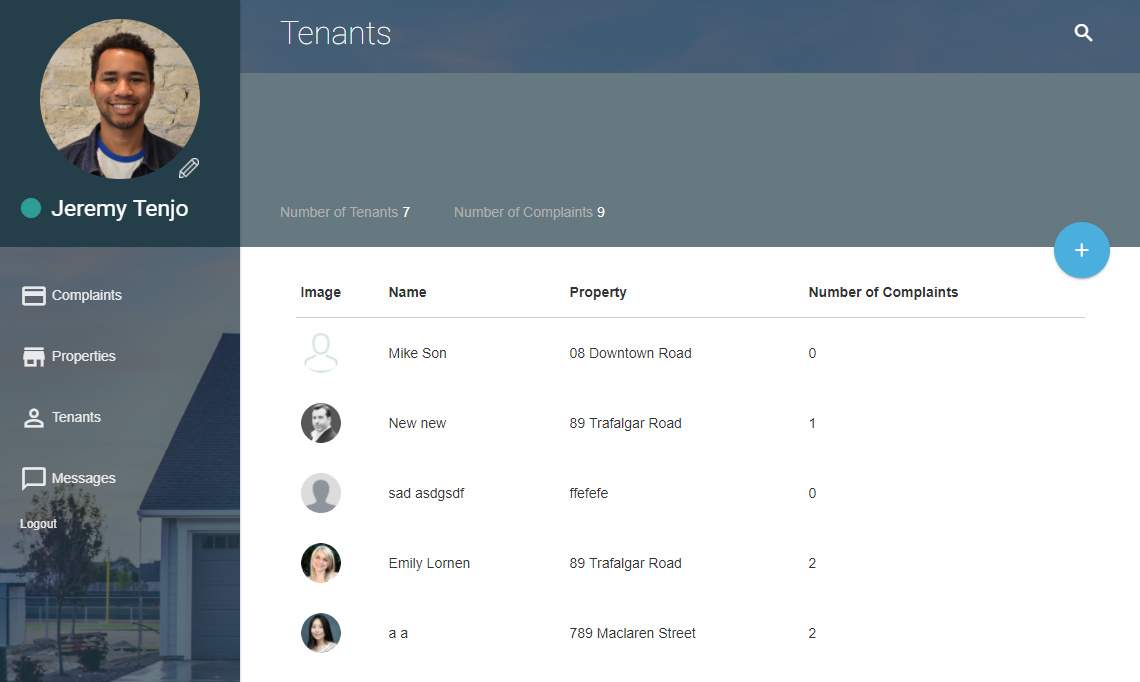 Tenants
Jeremy Tenjo
Number of Tenants 7 Number of Complaints 9
+
Complaints
Properties
Tenants
Messages
Logout
Image Name Property Number of Complaints
Mike Son 08 Downtown Road 0
New new 89 Trafalgar Road 1
sad asdgsdf ffefefe 0
Emily Lornen 89 Trafalgar Road 2
a a 789 Maclaren Street 2